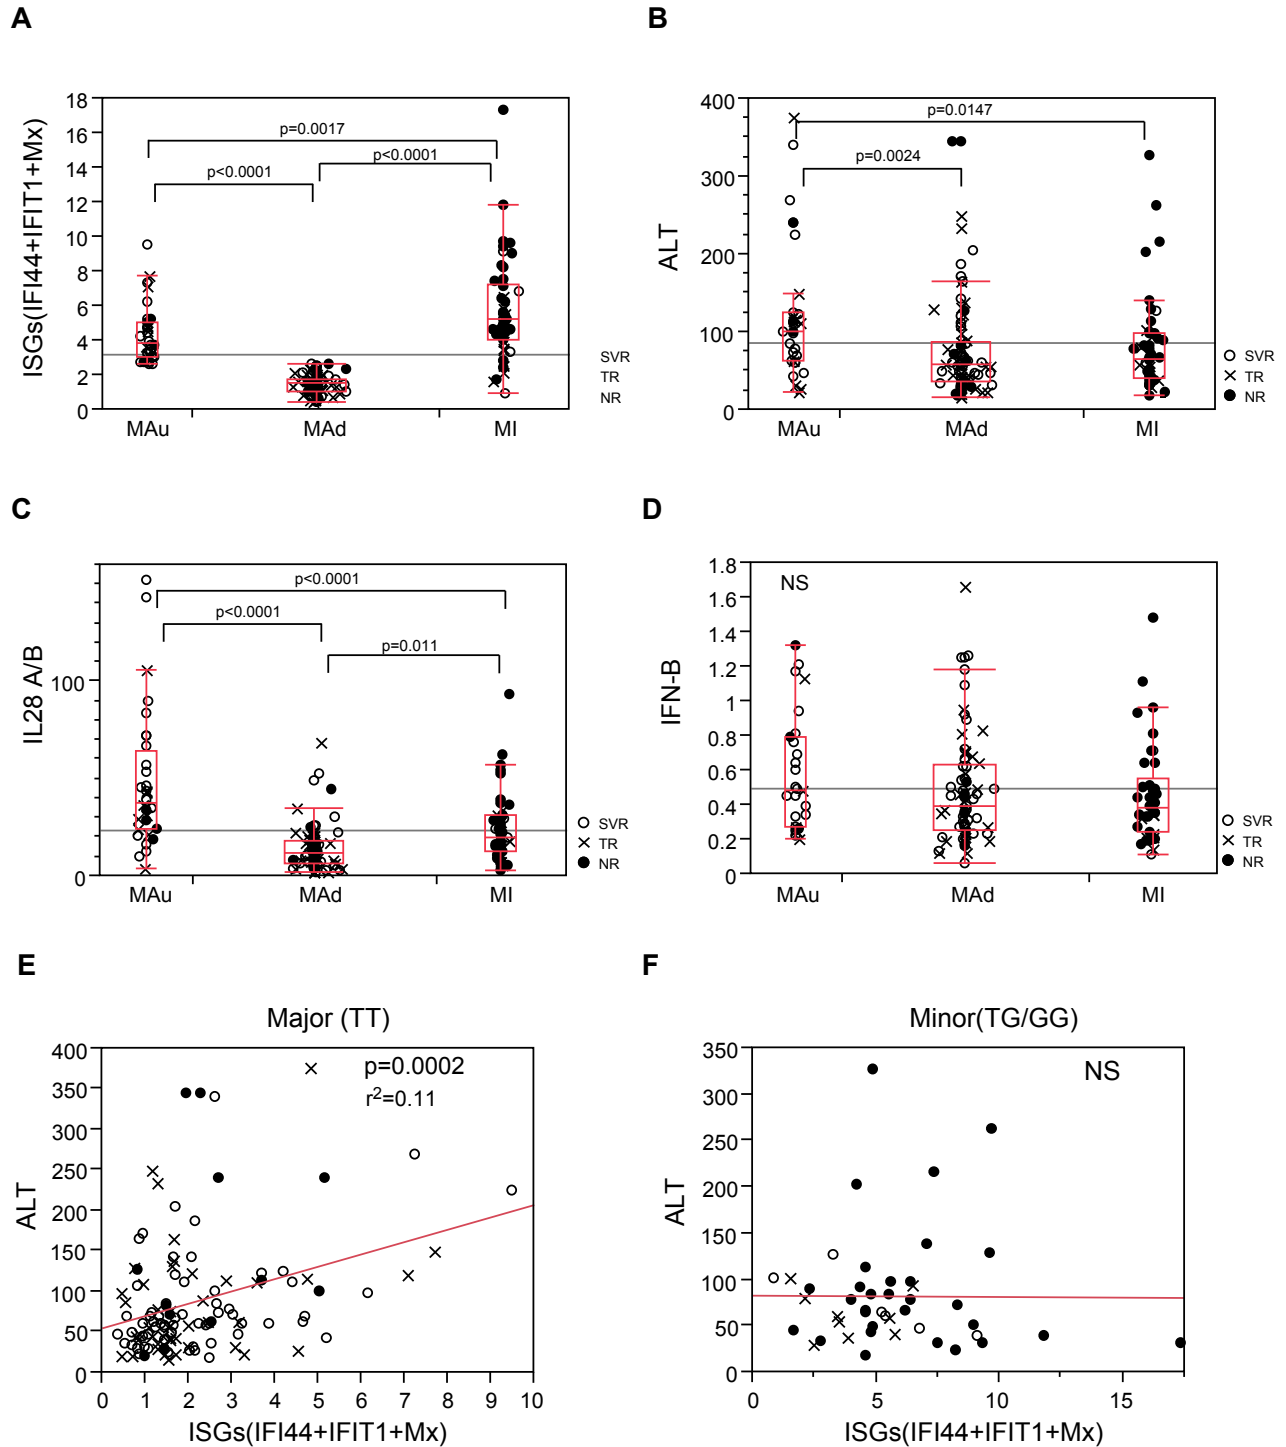 A
ISGs(IFI44+IFIT1+Mx)
18
16
14
12
10
8
6
4
2
0
p=0.0017
p<0.0001
p<0.0001
MAu
MAd
MI
SVR
TR
NR
B
ALT
400
300
200
100
0
p=0.0147
p=0.0024
MAu
MAd
MI
SVR
TR
NR
C
IL28 A/B
100
0
p<0.0001
p<0.0001
p=0.011
MAu
MAd
MI
SVR
TR
NR
D
IFN-B
1.8
1.6
1.4
1.2
1
0.8
0.6
0.4
0.2
0
NS
MAu
MAd
MI
SVR
TR
NR
E
Major (TT)
ALT
400
350
300
250
200
150
100
50
0
p=0.0002
r²=0.11
0 1 2 3 4 5 6 7 8 9 10
ISGs(IFI44+IFIT1+Mx)
F
Minor(TG/GG)
ALT
350
300
250
200
150
100
50
0
NS
0 5 10 15
ISGs(IFI44+IFIT1+Mx)